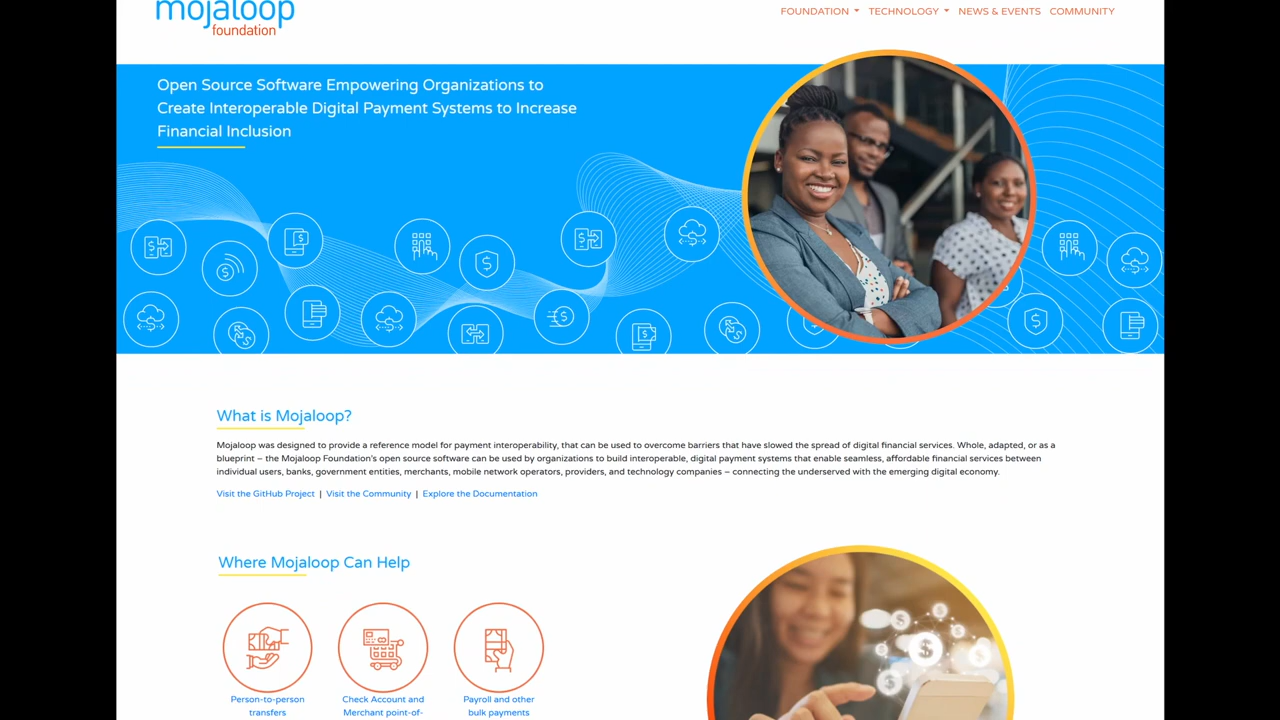 mojaloop
foundation
FOUNDATION TECHNOLOGY NEWS & EVENTS COMMUNITY
Open Source Software Empowering Organizations to
Create Interoperable Digital Payment Systems to Increase
Financial Inclusion
What is Mojaloop?
Mojaloop was designed to provide a reference model for payment interoperability, that can be used to overcome barriers that have slowed the spread of digital financial services. Whole, adapted, or as a
blueprint – the Mojaloop Foundation's open source software can be used by organizations to build interoperable, digital payment systems that enable seamless, affordable financial services between
individual users, banks, government entities, merchants, mobile network operators, providers, and technology companies – connecting the underserved with the emerging digital economy.
Visit the GitHub Project | Visit the Community | Explore the Documentation
Where Mojaloop Can Help
Person-to-person
transfers
Check Account and
Merchant point-of-
Payroll and other
bulk payments